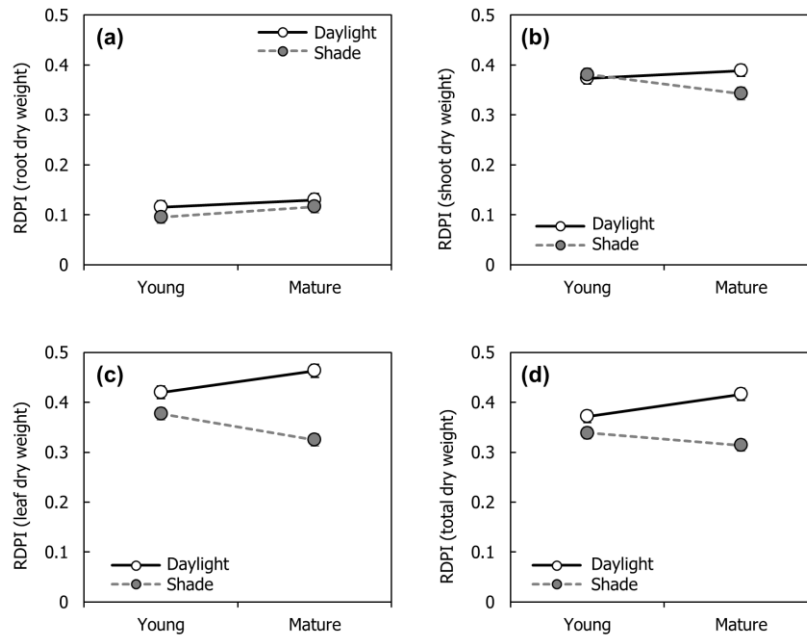 (a)
RDPI (root dry weight)
0.5
0.4
0.3
0.2
0.1
0
Daylight
Shade
Young
Mature
(b)
RDPI (shoot dry weight)
0.5
0.4
0.3
0.2
0.1
0
Daylight
Shade
Young
Mature
(c)
RDPI (leaf dry weight)
0.5
0.4
0.3
0.2
0.1
0
Daylight
Shade
Young
Mature
(d)
RDPI (total dry weight)
0.5
0.4
0.3
0.2
0.1
0
Daylight
Shade
Young
Mature